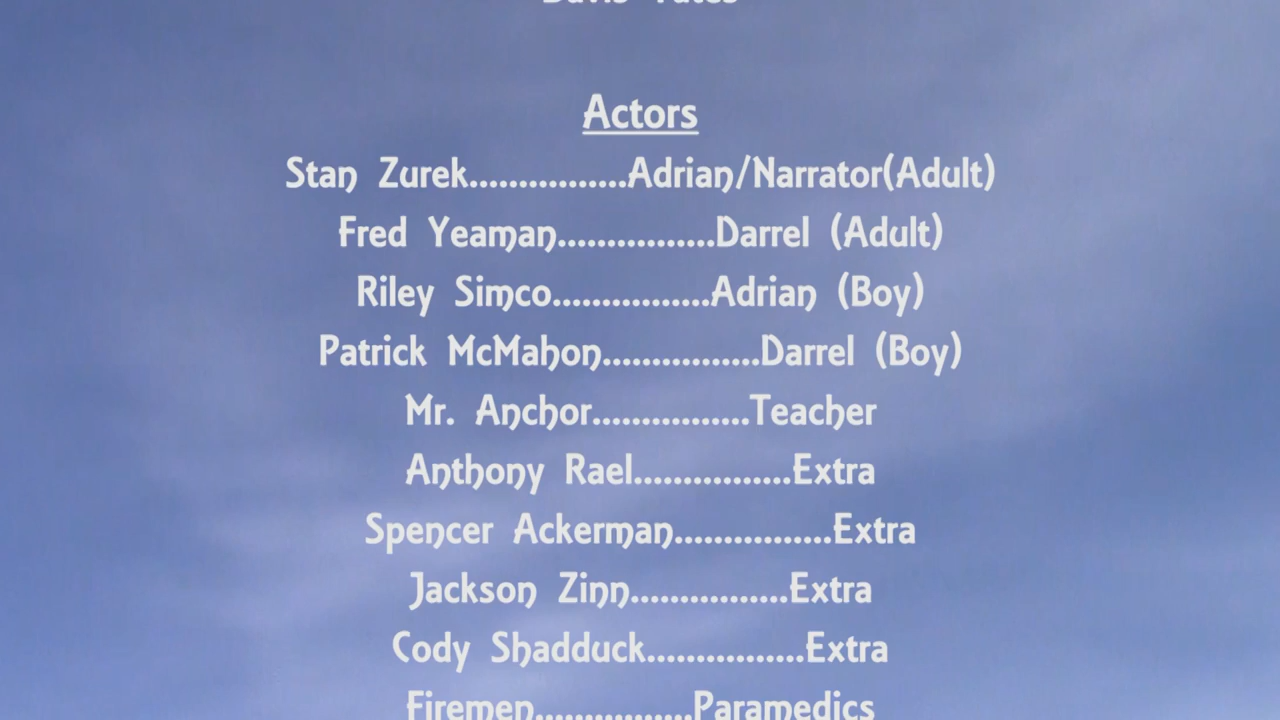 Actors
Stan Zurek................Adrian/Narrator(Adult)
Fred Yeaman................Darrel (Adult)
Riley Simco................Adrian (Boy)
Patrick McMahon................Darrel (Boy)
Mr. Anchor................Teacher
Anthony Rael................Extra
Spencer Ackerman................Extra
Jackson Zinn................Extra
Cody Shadduck................Extra
Firemen................Paramedics